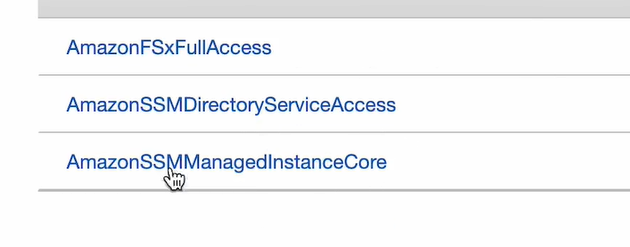 AmazonFSxFullAccess
AmazonSSMDirectoryServiceAccess
AmazonSSMManagedInstanceCore